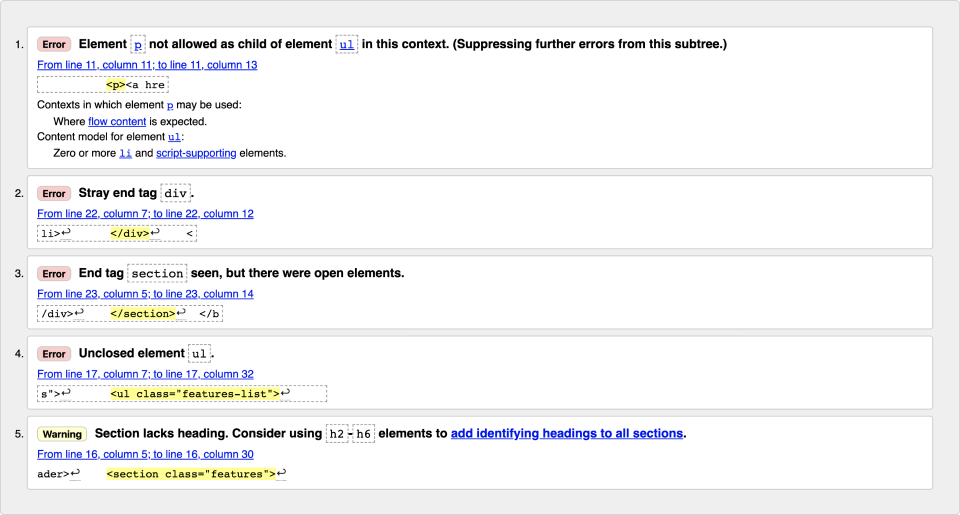 1. Error Element p not allowed as child of element ul in this context. (Suppressing further errors from this subtree.)
From line 11, column 11; to line 11, column 13
<p><a hre
Contexts in which element p may be used:
Where flow content is expected.
Content model for element ul:
Zero or more li and script-supporting elements.
2. Error Stray end tag div.
From line 22, column 7; to line 22, column 12
li>↩ </div>↩ <
3. Error End tag section seen, but there were open elements.
From line 23, column 5; to line 23, column 14
/div>↩ </section>↩ </b
4. Error Unclosed element ul.
From line 17, column 7; to line 17, column 32
s">↩ <ul class="features-list">↩
5. Warning Section lacks heading. Consider using h2-h6 elements to add identifying headings to all sections.
From line 16, column 5; to line 16, column 30
ader>↩ <section class="features">↩